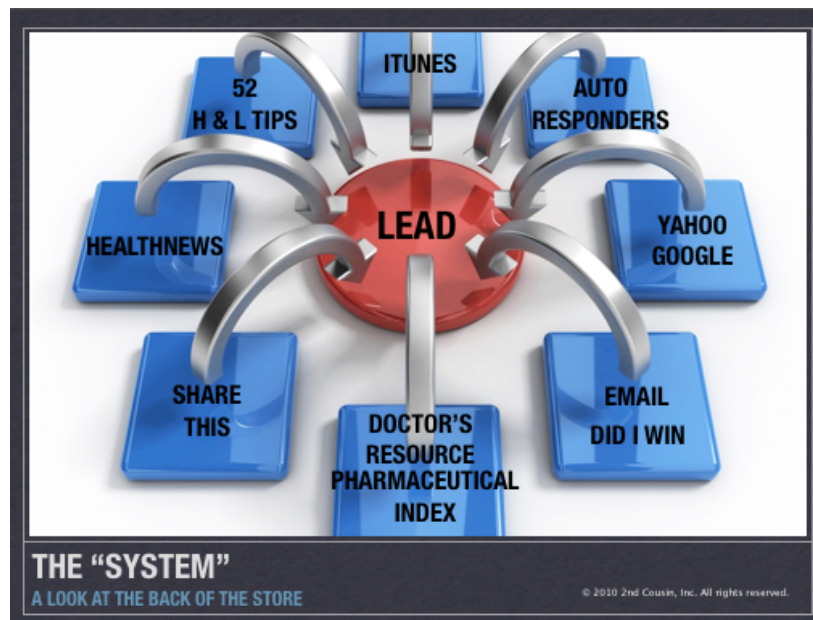 ITUNES
52
H & L TIPS
AUTO
RESPONDERS
HEALTHNEWS
LEAD
YAHOO
GOOGLE
SHARE
THIS
DOCTOR'S
RESOURCE
PHARMACEUTICAL
INDEX
EMAIL
DID I WIN
THE “SYSTEM”
A LOOK AT THE BACK OF THE STORE
© 2010 2nd Cousin, Inc. All rights reserved.